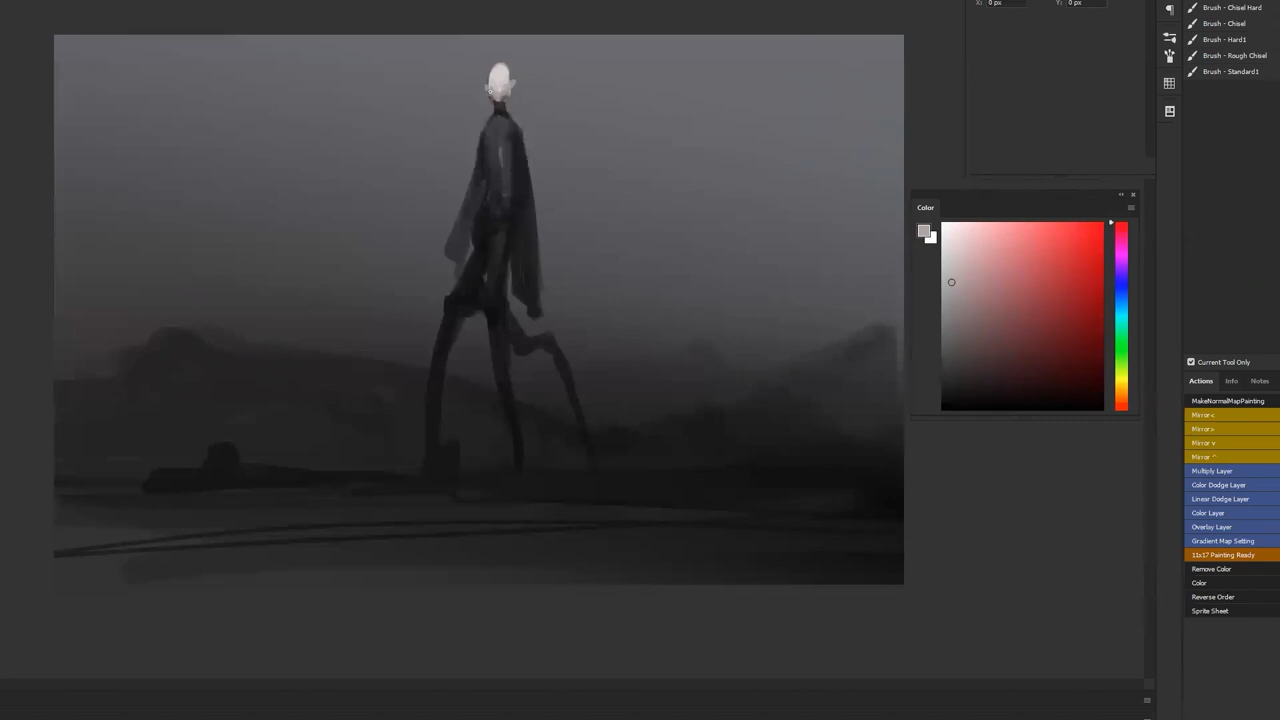 X: 0 px Y: 0 px
Brush - Chisel Hard
Brush - Chisel
Brush - Hard1
Brush - Rough Chisel
Brush - Standard1
Color
Current Tool Only
Actions Info Notes
MakeNormalMapPainting
Mirror <
Mirror >
Mirror v
Mirror ^
Multiply Layer
Color Dodge Layer
Linear Dodge Layer
Color Layer
Overlay Layer
Gradient Map Setting
11x17 Painting Ready
Remove Color
Color
Reverse Order
Sprite Sheet